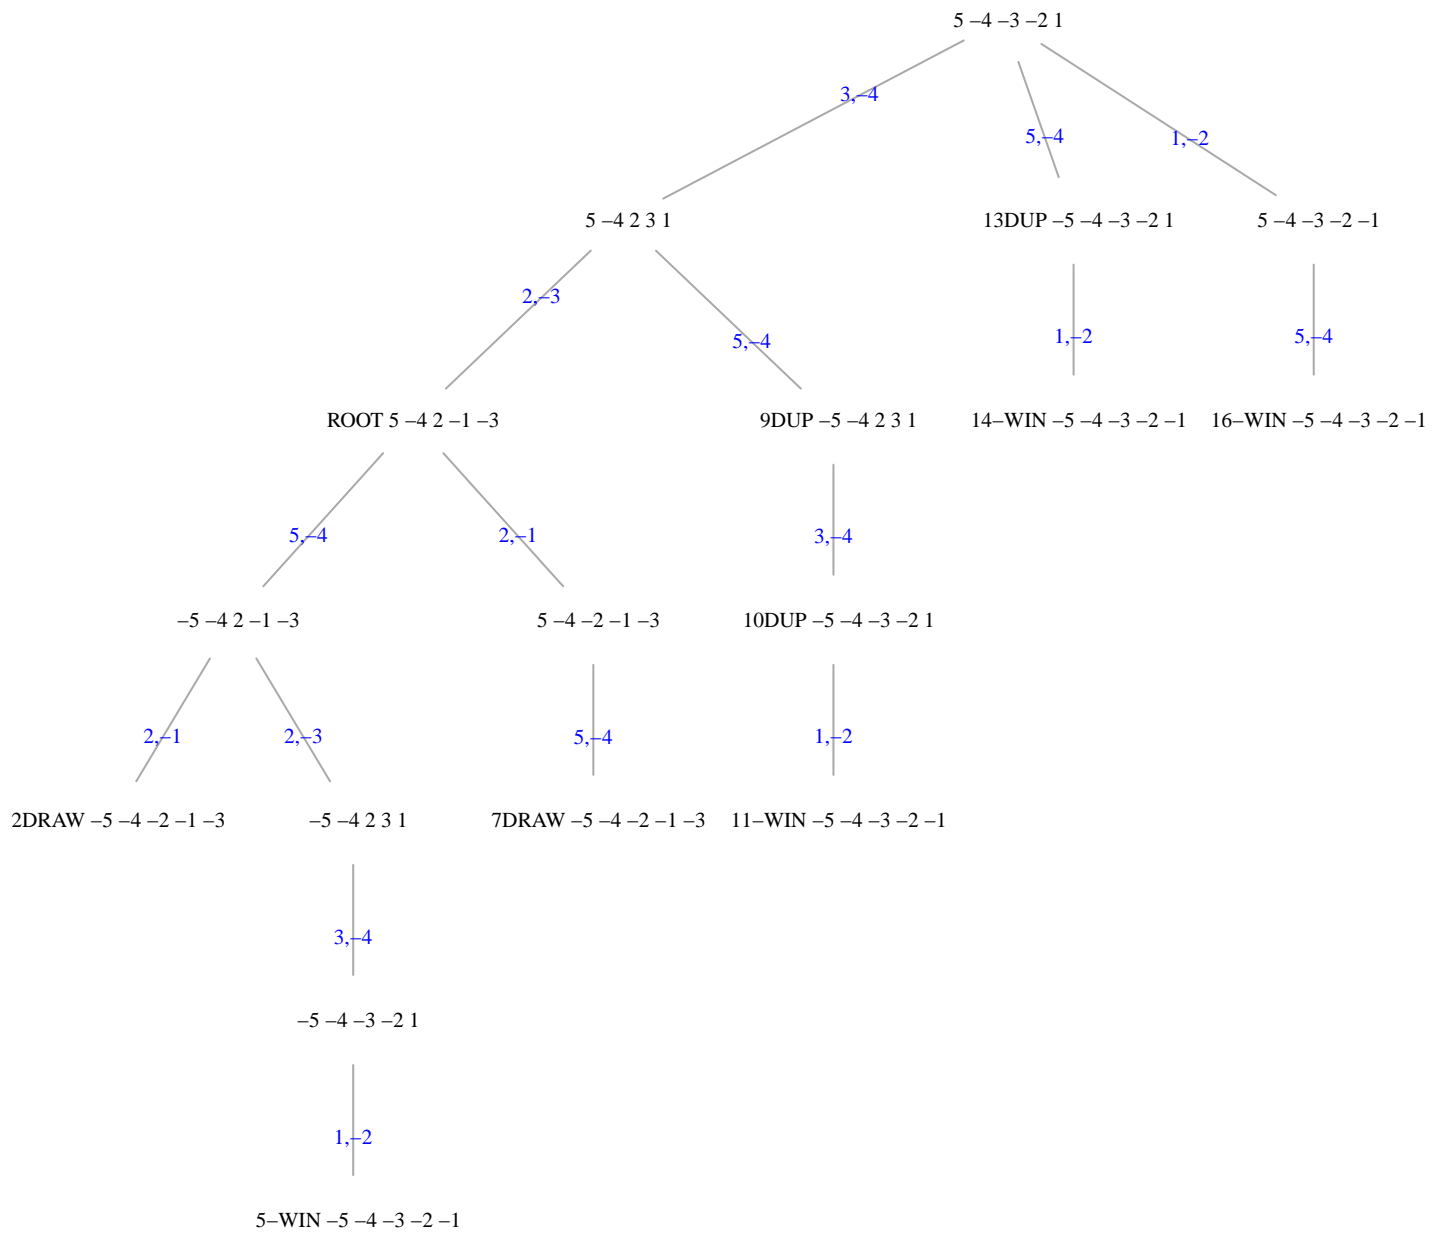 5 –4 –3 –2 1
3,–4
5,–4
1,–2
5 –4 2 3 1
13DUP –5 –4 –3 –2 1
5 –4 –3 –2 –1
2,–3
5,–4
1,–2
5,–4
ROOT 5 –4 2 –1 –3
9DUP –5 –4 2 3 1
14–WIN –5 –4 –3 –2 –1
16–WIN –5 –4 –3 –2 –1
5,–4
2,–1
3,–4
–5 –4 2 –1 –3
5 –4 –2 –1 –3
10DUP –5 –4 –3 –2 1
2,–1
2,–3
5,–4
1,–2
2DRAW –5 –4 –2 –1 –3
–5 –4 2 3 1
7DRAW –5 –4 –2 –1 –3
11–WIN –5 –4 –3 –2 –1
3,–4
–5 –4 –3 –2 1
1,–2
5–WIN –5 –4 –3 –2 –1